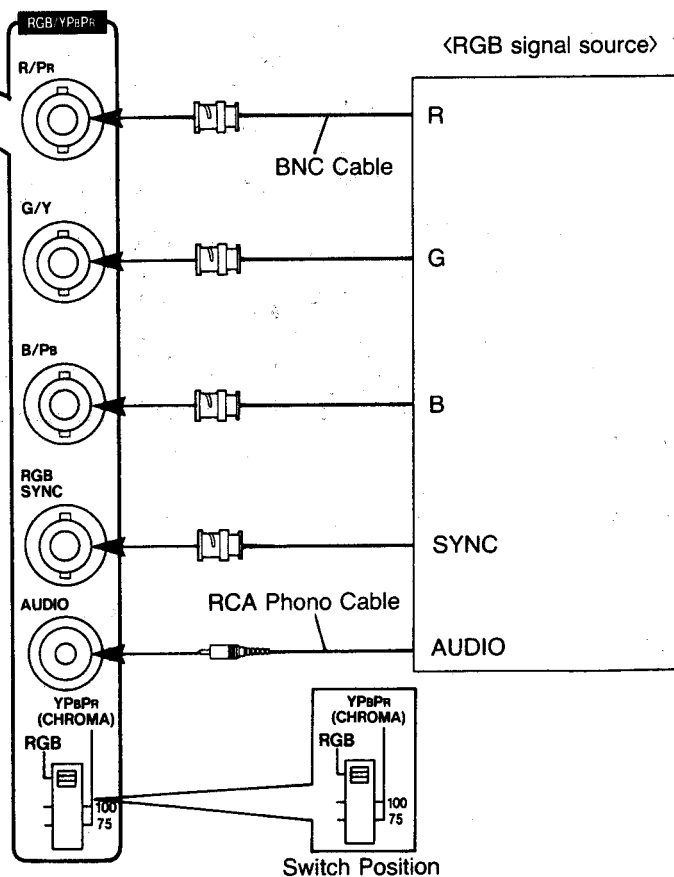 RGB/YPBPR
<RGB signal source>
R/PR
R
BNC Cable
G/Y
G
B/PB
B
RGB
SYNC
SYNC
RCA Phono Cable
AUDIO
AUDIO
YPBPR
(CHROMA)
RGB
100
75
YPBPR
(CHROMA)
RGB
100
75
Switch Position